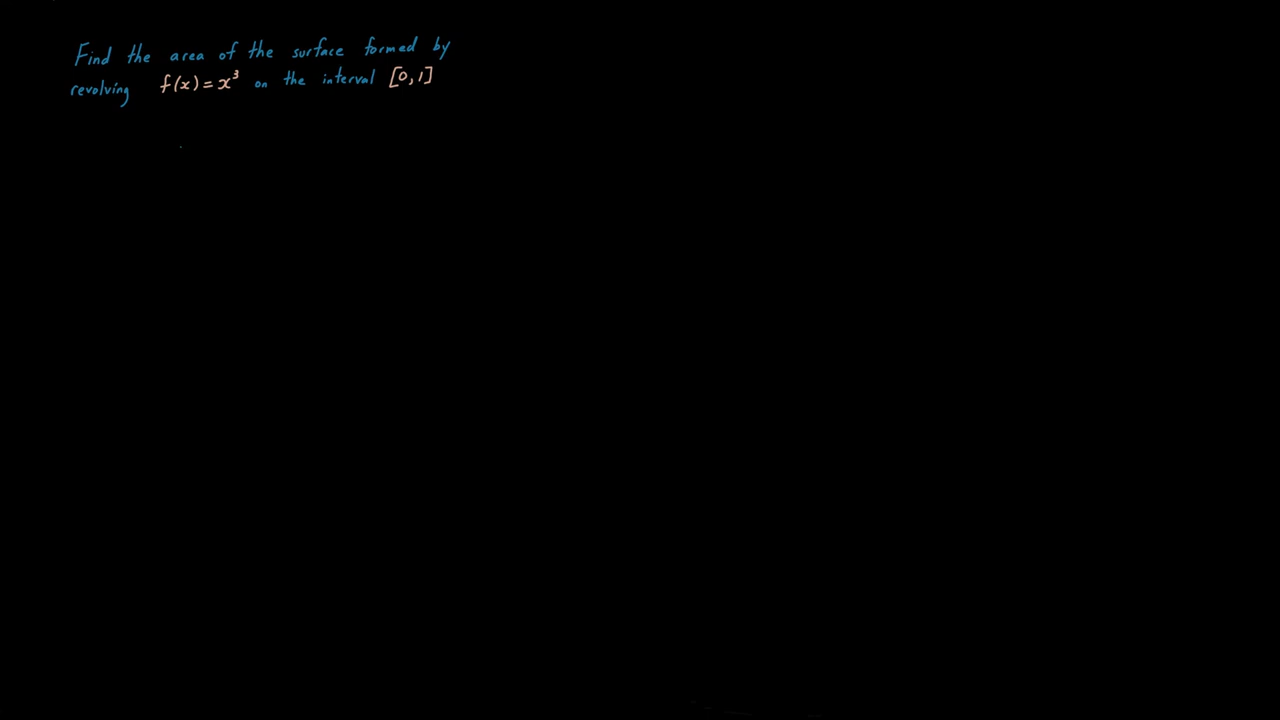 Find the area of the surface formed by
revolving f(x) = x³ on the interval [0, 1]